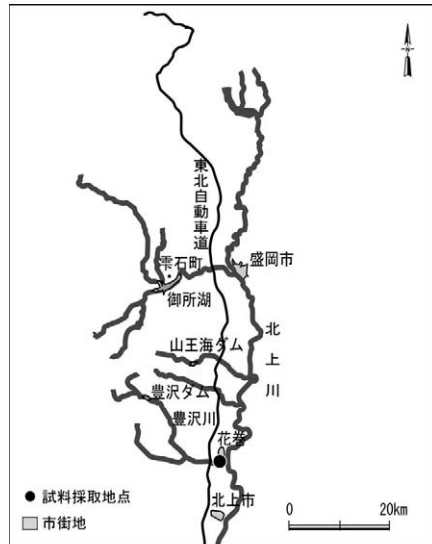 東北自動車道
雫石町
盛岡市
御所湖
北上川
山王海ダム
豊沢ダム
豊沢川
花巻
北上市
● 試料採取地点
市街地
0 20km